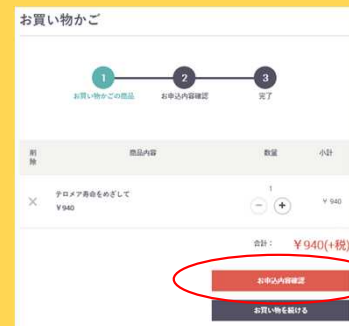 お買い物かご
1
2
3
お買い物かごの商品
お申込内容確認
完了
削除
商品内容
数量
小計
テロメア寿命をめざして
¥940
1
¥ 940
合計：
¥940(+税)
お申込内容確認
お買い物を続ける